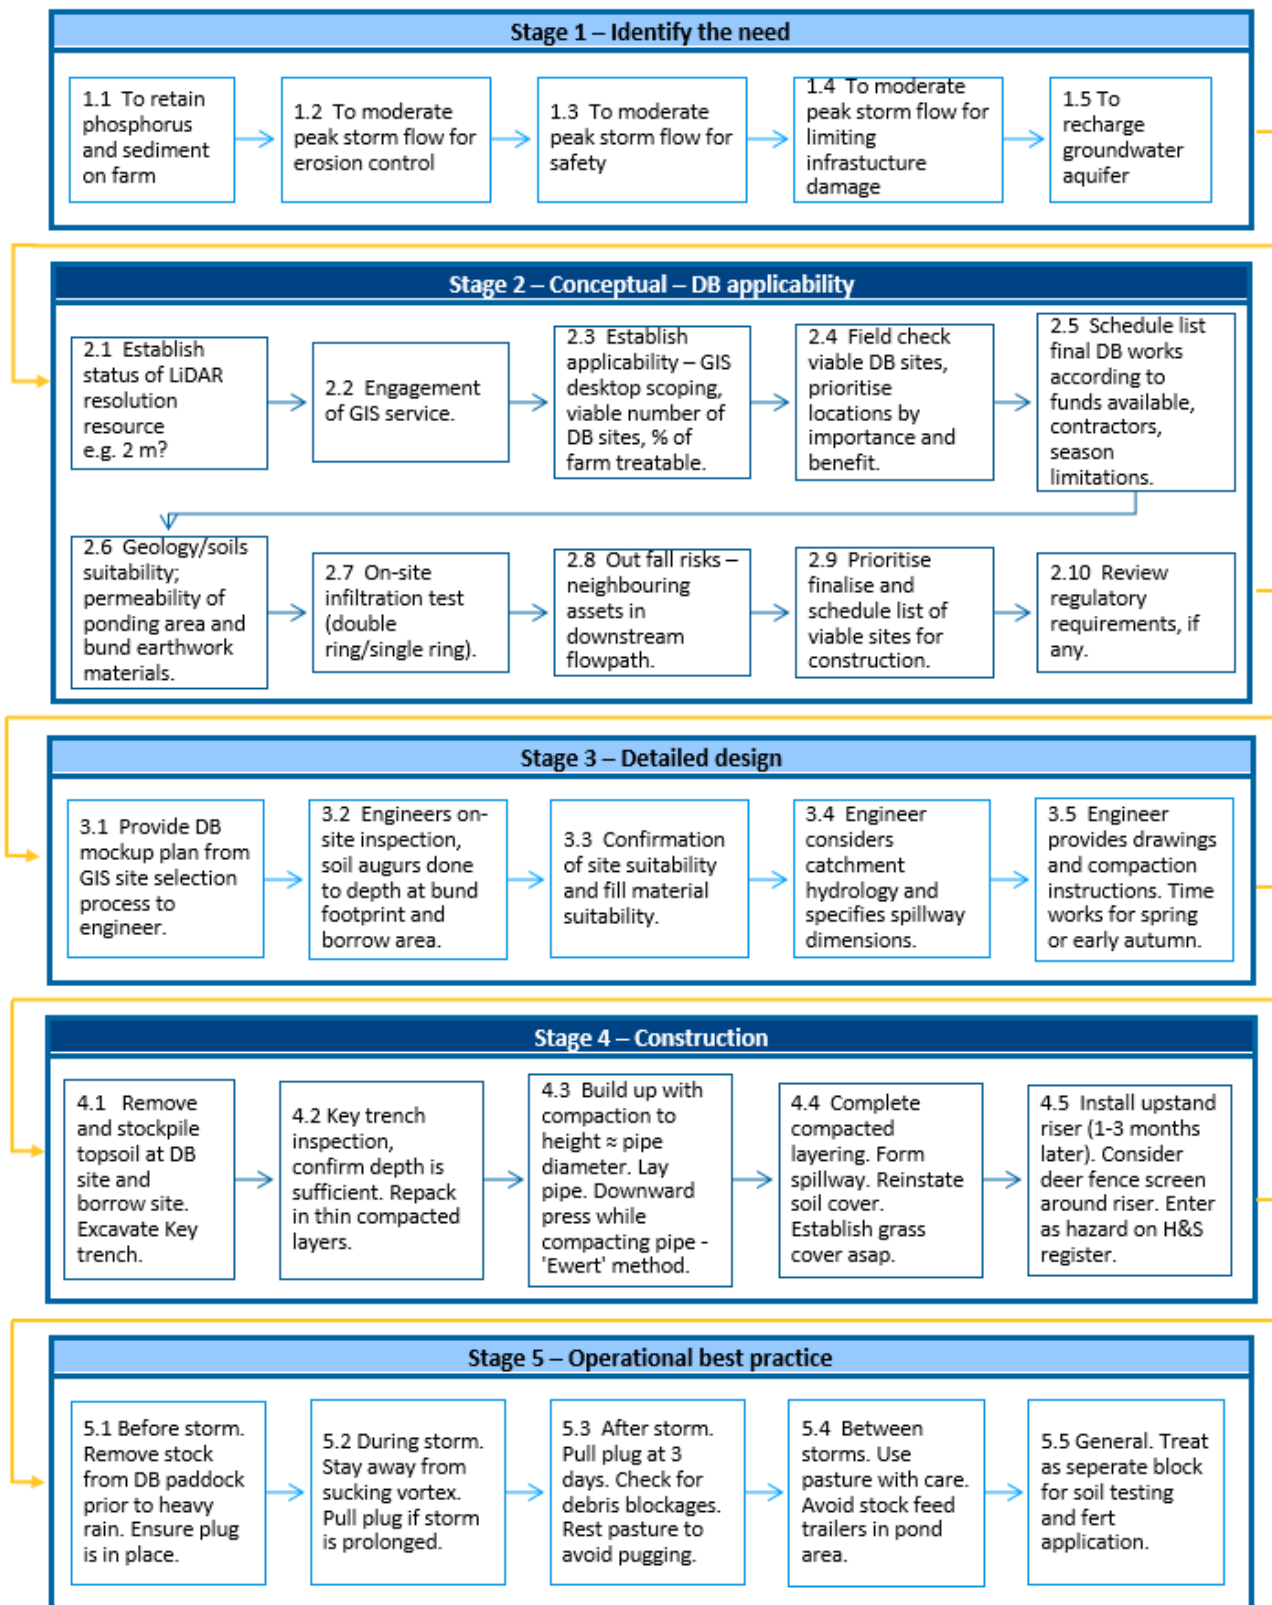 Stage 1 – Identify the need
1.1 To retain
phosphorus
and sediment
on farm
1.2 To moderate
peak storm flow for
erosion control
1.3 To moderate
peak storm flow for
safety
1.4 To moderate
peak storm flow for
limiting
infrastucture
damage
1.5 To
recharge
groundwater
aquifer
Stage 2 – Conceptual – DB applicability
2.1 Establish
status of LiDAR
resolution
resource
e.g. 2 m?
2.2 Engagement
of GIS service.
2.3 Establish
applicability – GIS
desktop scoping,
viable number of
DB sites, % of
farm treatable.
2.4 Field check
viable DB sites,
prioritise
locations by
importance and
benefit.
2.5 Schedule list
final DB works
according to
funds available,
contractors,
season
limitations.
2.6 Geology/soils
suitability;
permeability of
ponding area and
bund earthwork
materials.
2.7 On-site
infiltration test
(double
ring/single ring).
2.8 Out fall risks –
neighbouring
assets in
downstream
flowpath.
2.9 Prioritise
finalise and
schedule list of
viable sites for
construction.
2.10 Review
regulatory
requirements, if
any.
Stage 3 – Detailed design
3.1 Provide DB
mockup plan from
GIS site selection
process to
engineer.
3.2 Engineers on-
site inspection,
soil augurs done
to depth at bund
footprint and
borrow area.
3.3 Confirmation
of site suitability
and fill material
suitability.
3.4 Engineer
considers
catchment
hydrology and
specifies spillway
dimensions.
3.5 Engineer
provides drawings
and compaction
instructions. Time
works for spring
or early autumn.
Stage 4 – Construction
4.1 Remove
and stockpile
topsoil at DB
site and
borrow site.
Excavate Key
trench.
4.2 Key trench
inspection,
confirm depth is
sufficient. Repack
in thin compacted
layers.
4.3 Build up with
compaction to
height ≈ pipe
diameter. Lay
pipe. Downward
press while
compacting pipe -
'Ewert' method.
4.4 Complete
compacted
layering. Form
spillway. Reinstate
soil cover.
Establish grass
cover asap.
4.5 Install upstand
riser (1-3 months
later). Consider
deer fence screen
around riser. Enter
as hazard on H&S
register.
Stage 5 – Operational best practice
5.1 Before storm.
Remove stock
from DB paddock
prior to heavy
rain. Ensure plug
is in place.
5.2 During storm.
Stay away from
sucking vortex.
Pull plug if storm
is prolonged.
5.3 After storm.
Pull plug at 3
days. Check for
debris blockages.
Rest pasture to
avoid pugging.
5.4 Between
storms. Use
pasture with care.
Avoid stock feed
trailers in pond
area.
5.5 General. Treat
as seperate block
for soil testing
and fert
application.